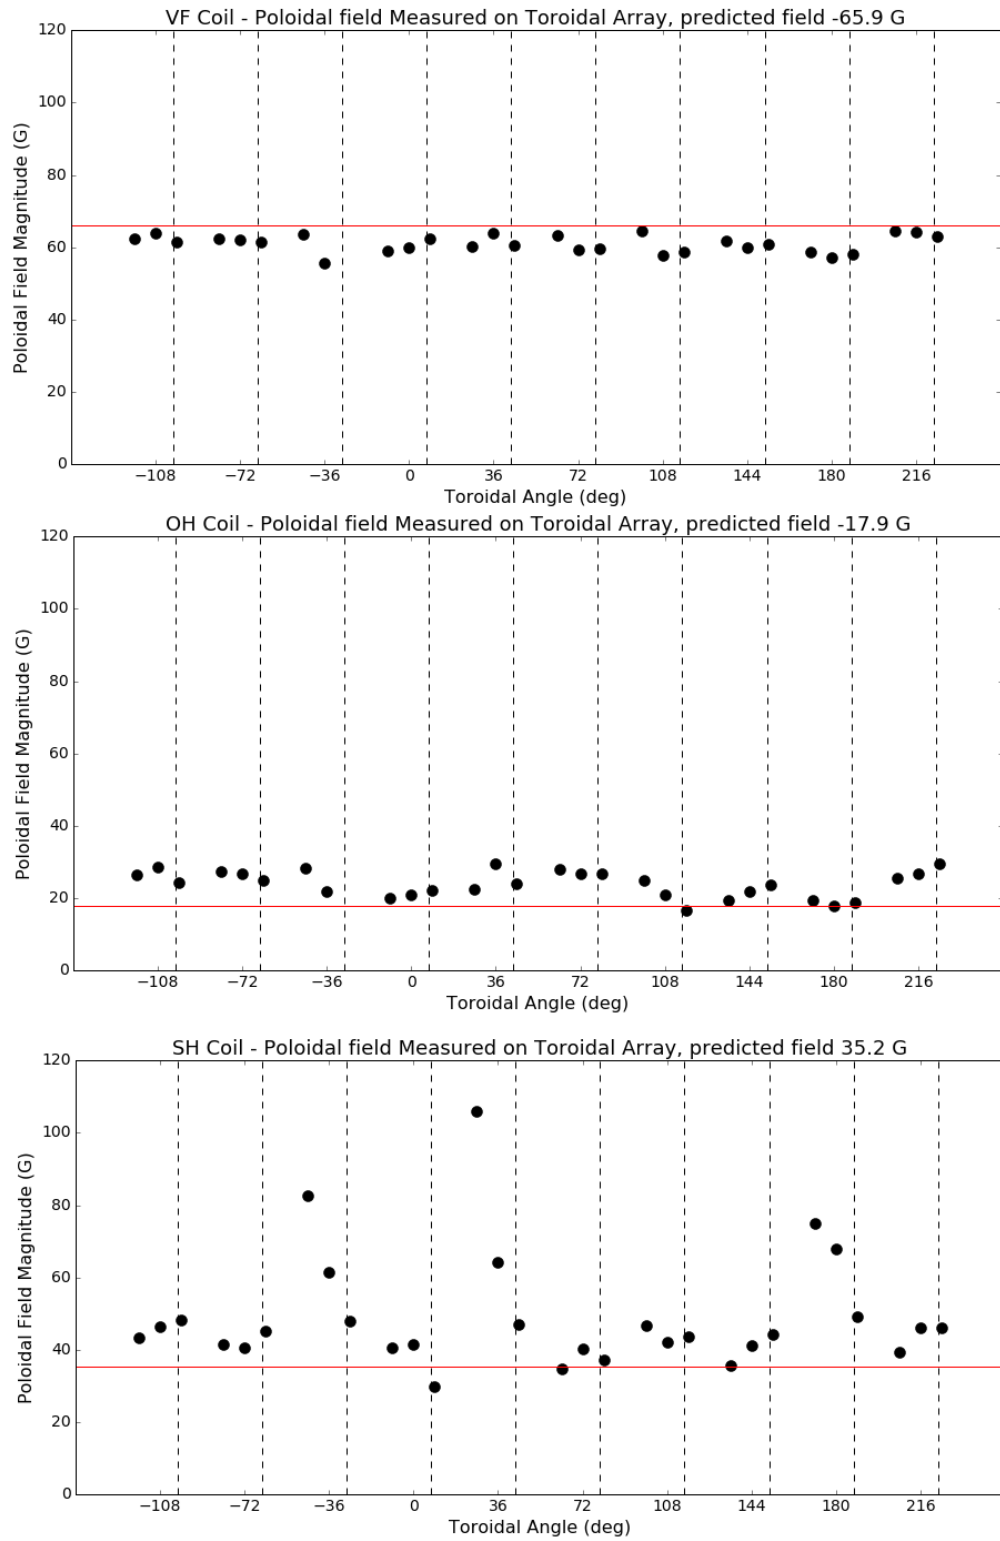 VF Coil - Poloidal field Measured on Toroidal Array, predicted field -65.9 G
120
100
80
60
40
20
0
Poloidal Field Magnitude (G)
−108 −72 −36 0 36 72 108 144 180 216
Toroidal Angle (deg)
OH Coil - Poloidal field Measured on Toroidal Array, predicted field -17.9 G
120
100
80
60
40
20
0
Poloidal Field Magnitude (G)
−108 −72 −36 0 36 72 108 144 180 216
Toroidal Angle (deg)
SH Coil - Poloidal field Measured on Toroidal Array, predicted field 35.2 G
120
100
80
60
40
20
0
Poloidal Field Magnitude (G)
−108 −72 −36 0 36 72 108 144 180 216
Toroidal Angle (deg)